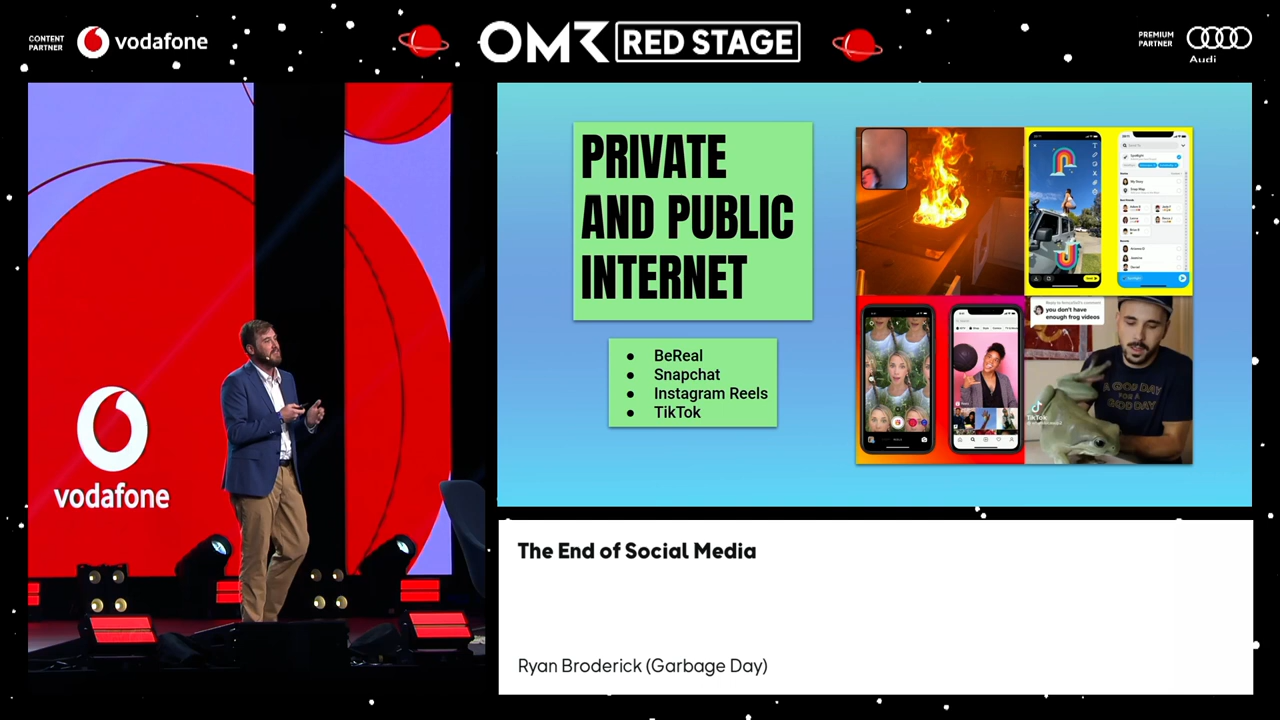 CONTENT
PARTNER
vodafone
OMR RED STAGE
PREMIUM
PARTNER
Audi
vodafone
PRIVATE
AND PUBLIC
INTERNET
BeReal
Snapchat
Instagram Reels
TikTok
you don't have
enough frog videos
A GOOD DAY
FOR A
GOOD DAY
TikTok
The End of Social Media
Ryan Broderick (Garbage Day)